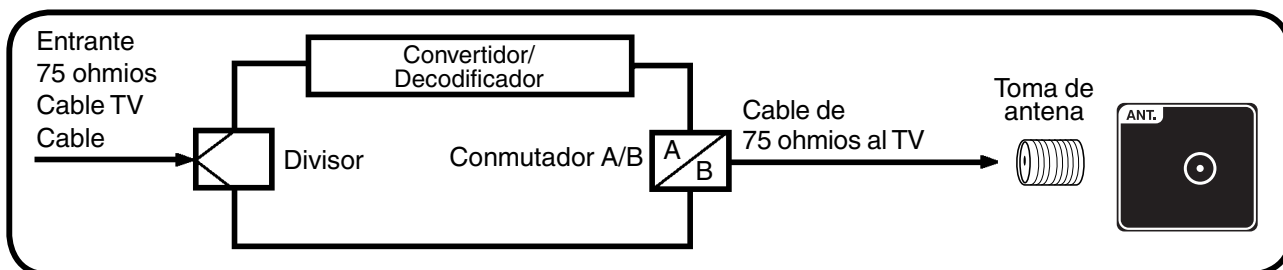 Entrante
75 ohmios
Cable TV
Cable
Divisor
Convertidor/
Decodificador
Conmutador A/B
A
B
Cable de
75 ohmios al TV
Toma de
antena
ANT.